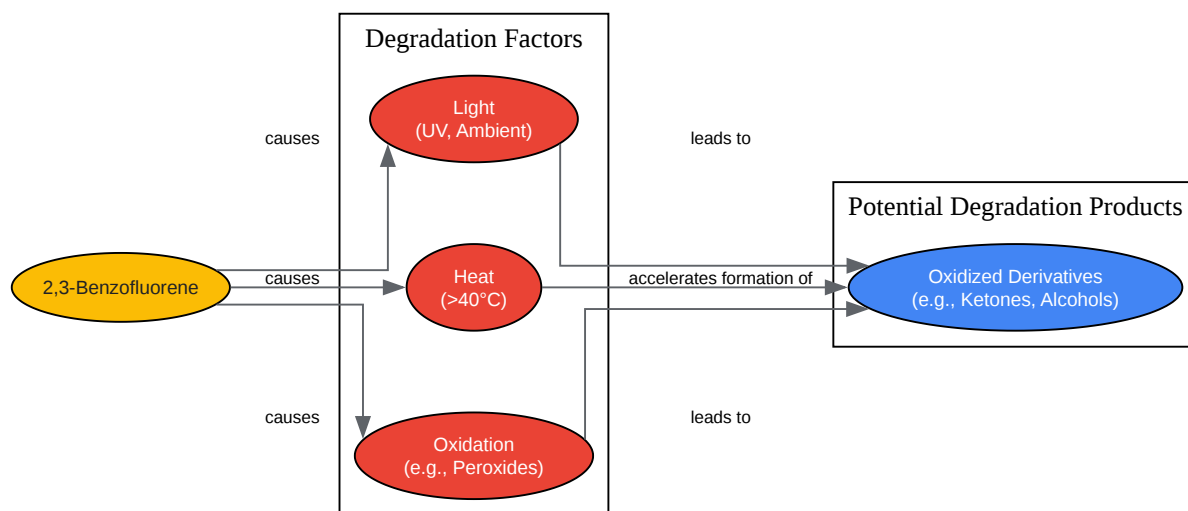 Degradation Factors
Light
(UV, Ambient)
causes
leads to
Potential Degradation Products
2,3-Benzofluorene
causes
Heat
(>40°C)
accelerates formation of
Oxidized Derivatives
(e.g., Ketones, Alcohols)
causes
leads to
Oxidation
(e.g., Peroxides)